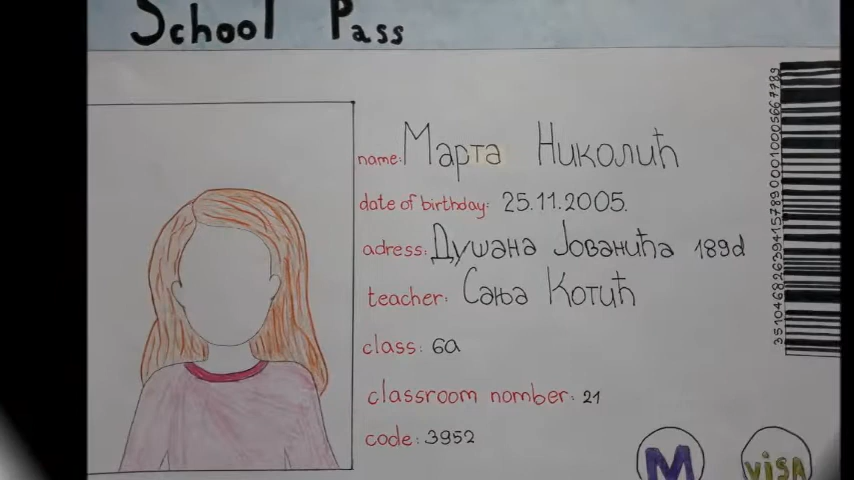 School Pass
name: Марта Николић
date of birthday: 25.11.2005.
adress: Душана Јованића 189d
teacher: Сања Котић
class: 6a
classroom nomber: 21
code: 3952
M
VISA